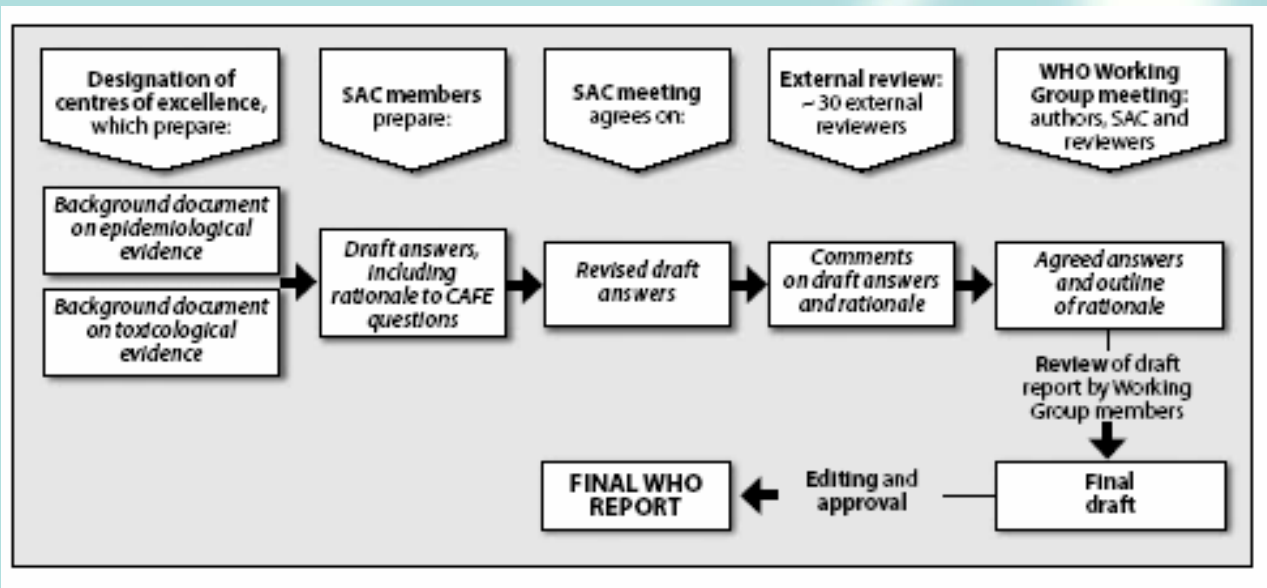 Designation of
centres of excellence,
which prepare:
SAC members
prepare:
SAC meeting
agrees on:
External review:
~ 30 external
reviewers
WHO Working
Group meeting:
authors, SAC and
reviewers
Background document
on epidemiological
evidence
Background document
on toxicological
evidence
Draft answers,
including
rationale to CAFE
questions
Revised draft
answers
Comments
on draft answers
and rationale
Agreed answers
and outline
of rationale
Review of draft
report by Working
Group members
Final
draft
Editing and
approval
FINAL WHO
REPORT